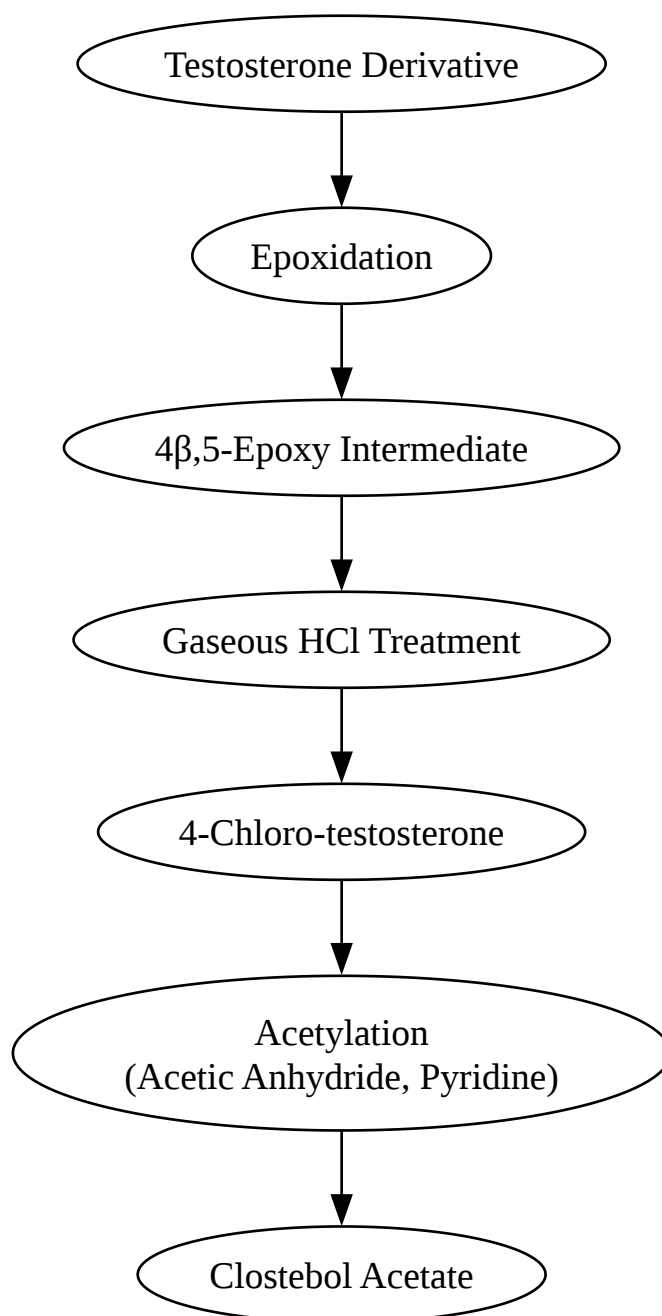 Testosterone Derivative
Epoxidation
4β,5-Epoxy Intermediate
Gaseous HCl Treatment
4-Chloro-testosterone
Acetylation
(Acetic Anhydride, Pyridine)
Clostebol Acetate